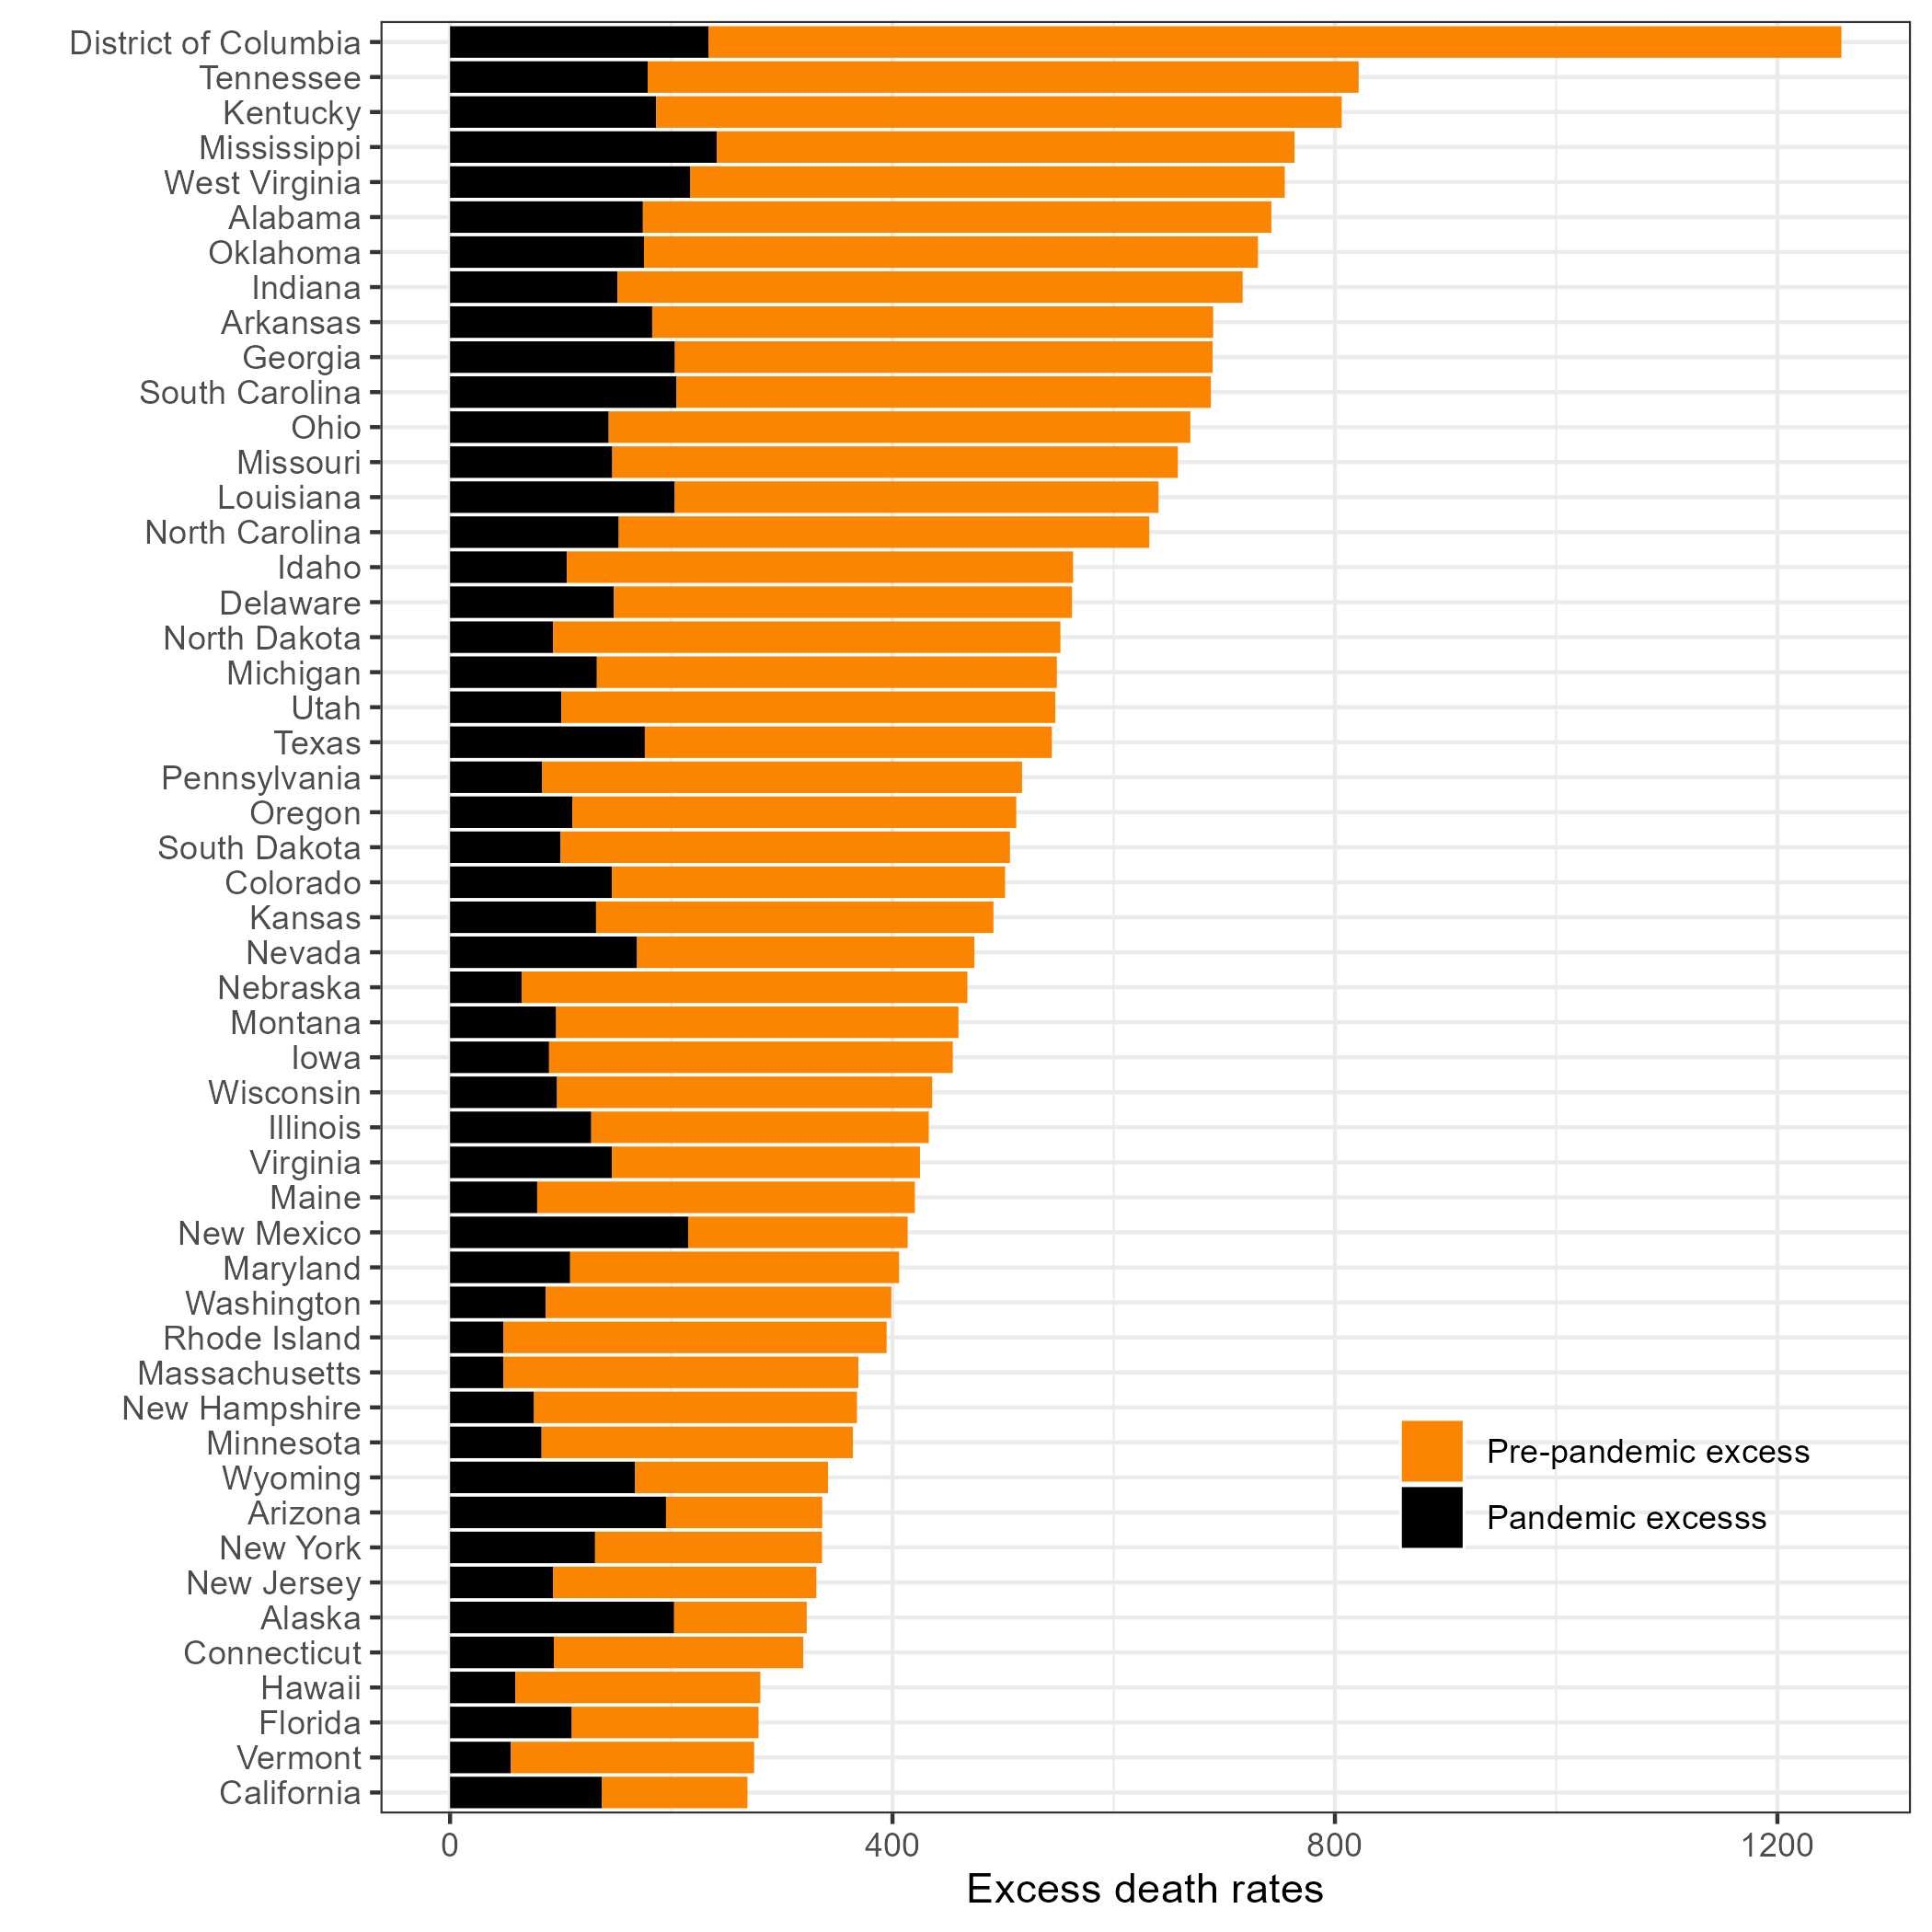 District of Columbia
Tennessee
Kentucky
Mississippi
West Virginia
Alabama
Oklahoma
Indiana
Arkansas
Georgia
South Carolina
Ohio
Missouri
Louisiana
North Carolina
Idaho
Delaware
North Dakota
Michigan
Utah
Texas
Pennsylvania
Oregon
South Dakota
Colorado
Kansas
Nevada
Nebraska
Montana
Iowa
Wisconsin
Illinois
Virginia
Maine
New Mexico
Maryland
Washington
Rhode Island
Massachusetts
New Hampshire
Minnesota
Wyoming
Arizona
New York
New Jersey
Alaska
Connecticut
Hawaii
Florida
Vermont
California
Pre-pandemic excess
Pandemic excesss
0 400 800 1200
Excess death rates